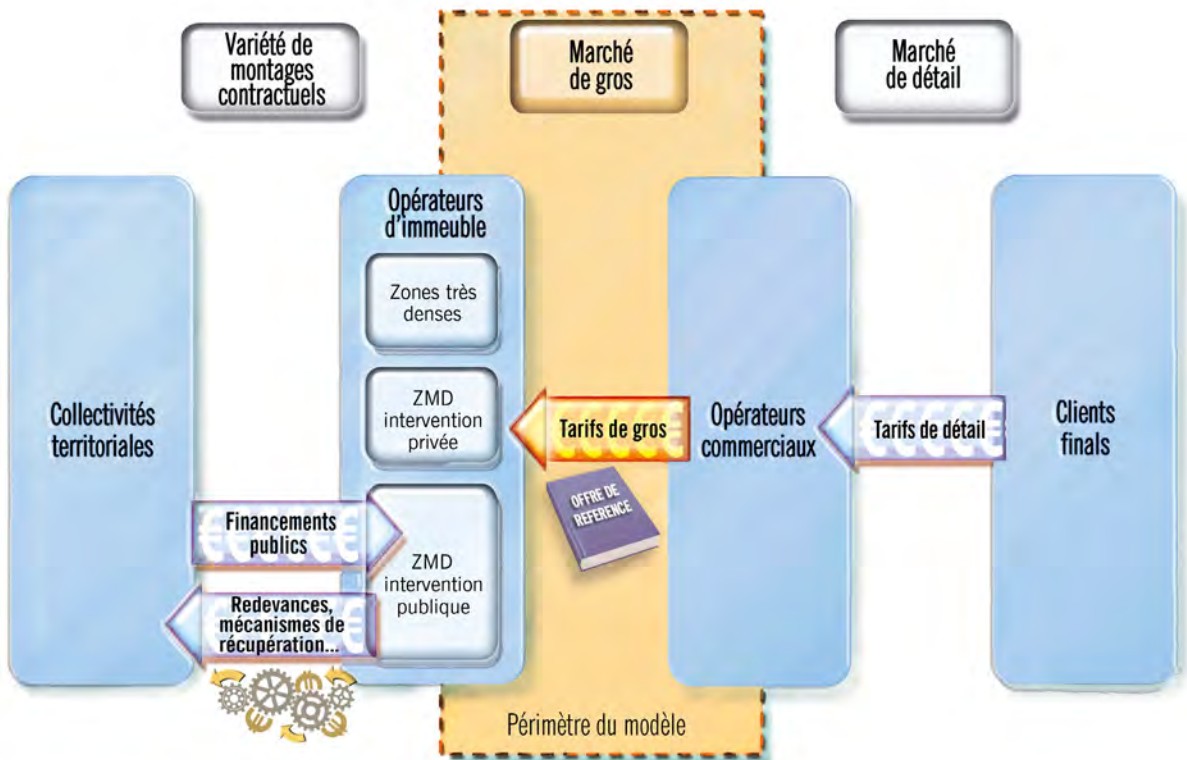 Variété de
montages
contractuels
Marché
de gros
Marché
de détail
Collectivités
territoriales
Opérateurs
d'immeuble
Zones très
denses
ZMD
intervention
privée
ZMD
intervention
publique
Financements
publics
Redevances,
mécanismes de
récupération...
Tarifs de gros
OFFRE DE
REFERENCE
Opérateurs
commerciaux
Tarifs de détail
Clients
finals
Périmètre du modèle